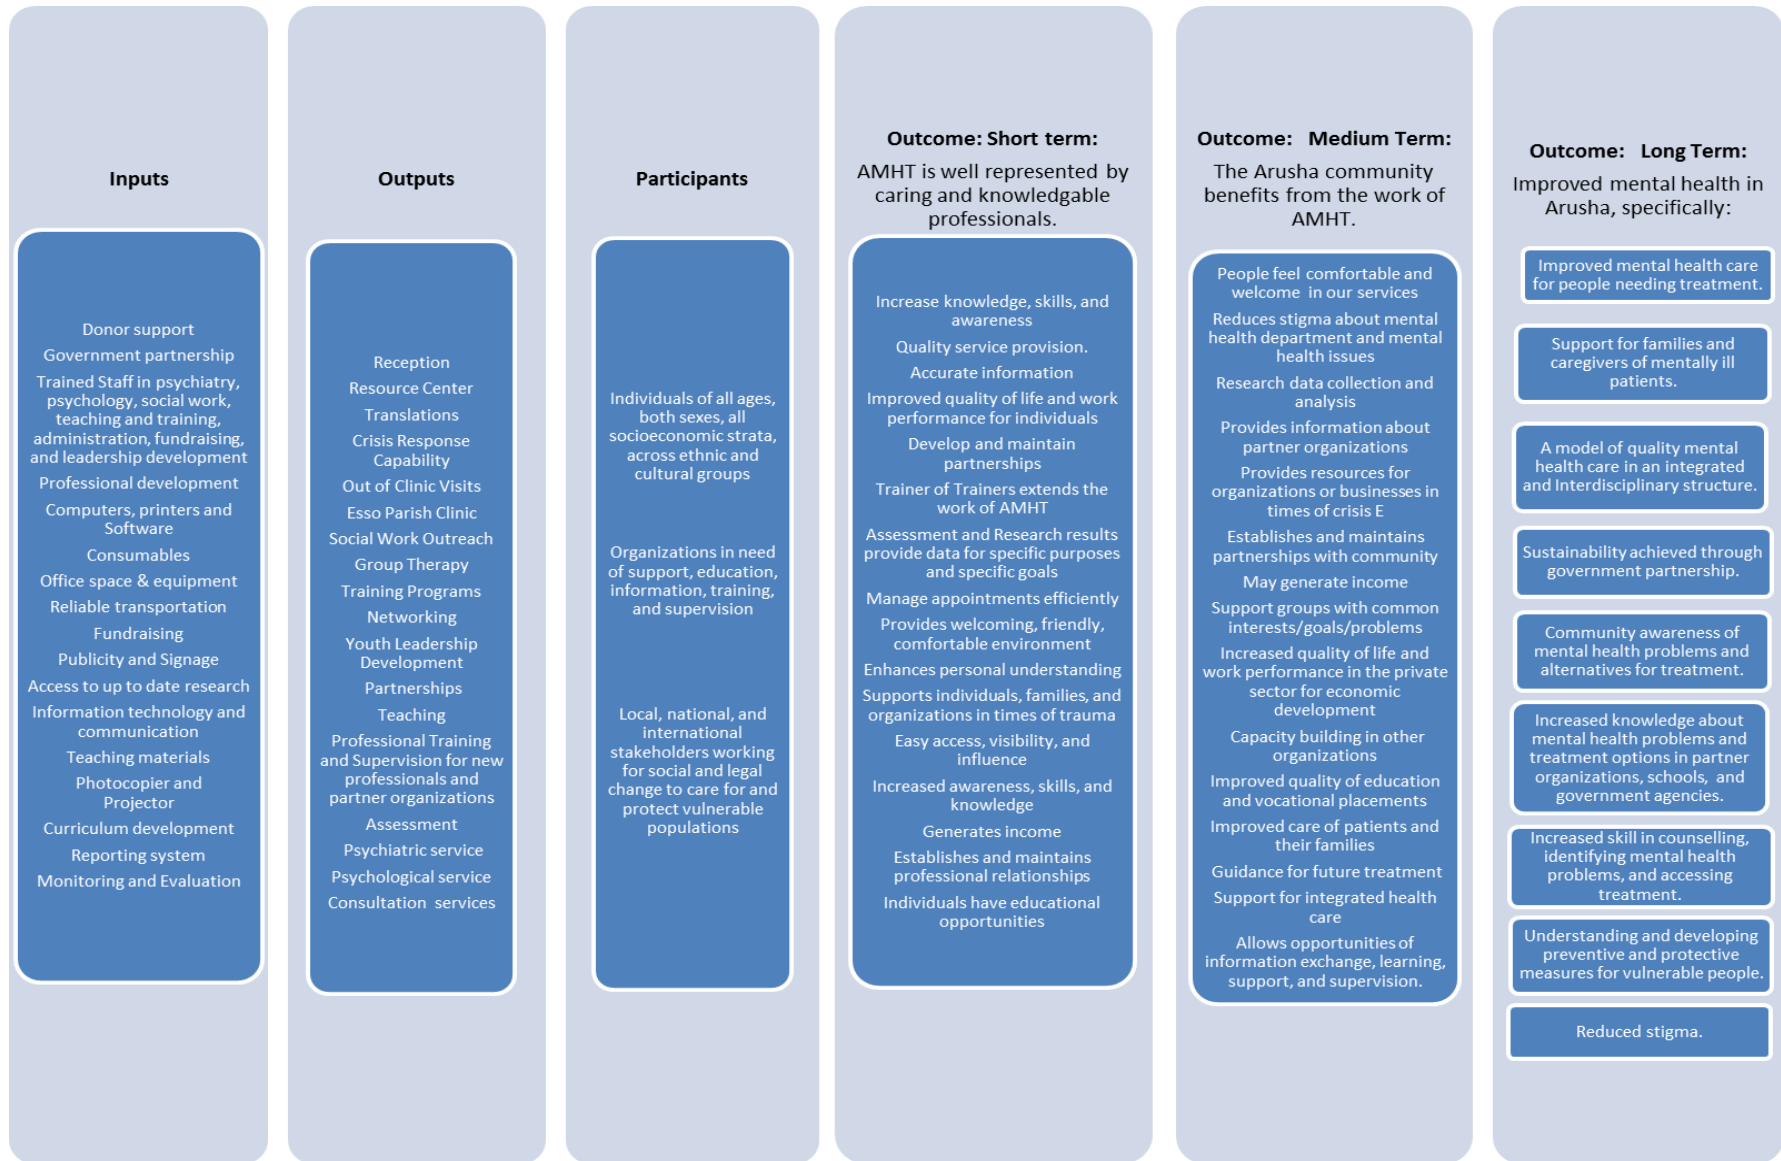 Inputs
Donor support
Government partnership
Trained Staff in psychiatry,
psychology, social work,
teaching and training,
administration, fundraising,
and leadership development
Professional development
Computers, printers and
Software
Consumables
Office space & equipment
Reliable transportation
Fundraising
Publicity and Signage
Access to up to date research
Information technology and
communication
Teaching materials
Photocopier and
Projector
Curriculum development
Reporting system
Monitoring and Evaluation
Outputs
Reception
Resource Center
Translations
Crisis Response
Capability
Out of Clinic Visits
Esso Parish Clinic
Social Work Outreach
Group Therapy
Training Programs
Networking
Youth Leadership
Development
Partnerships
Teaching
Professional Training
and Supervision for new
professionals and
partner organizations
Assessment
Psychiatric service
Psychological service
Consultation services
Participants
Individuals of all ages,
both sexes, all
socioeconomic strata,
across ethnic and
cultural groups
Organizations in need
of support, education,
information, training,
and supervision
Local, national, and
international
stakeholders working
for social and legal
change to care for and
protect vulnerable
populations
Outcome: Short term:
AMHT is well represented by
caring and knowledgable
professionals.
Increase knowledge, skills, and
awareness
Quality service provision.
Accurate information
Improved quality of life and work
performance for individuals
Develop and maintain
partnerships
Trainer of Trainers extends the
work of AMHT
Assessment and Research results
provide data for specific purposes
and specific goals
Manage appointments efficiently
Provides welcoming, friendly,
comfortable environment
Enhances personal understanding
Supports individuals, families, and
organizations in times of trauma
Easy access, visibility, and
influence
Increased awareness, skills, and
knowledge
Generates income
Establishes and maintains
professional relationships
Individuals have educational
opportunities
Outcome: Medium Term:
The Arusha community
benefits from the work of
AMHT.
People feel comfortable and
welcome in our services
Reduces stigma about mental
health department and mental
health issues
Research data collection and
analysis
Provides information about
partner organizations
Provides resources for
organizations or businesses in
times of crisis E
Establishes and maintains
partnerships with community
May generate income
Support groups with common
interests/goals/problems
Increased quality of life and
work performance in the private
sector for economic
development
Capacity building in other
organizations
Improved quality of education
and vocational placements
Improved care of patients and
their families
Guidance for future treatment
Support for integrated health
care
Allows opportunities of
information exchange, learning,
support, and supervision.
Outcome: Long Term:
Improved mental health in
Arusha, specifically:
Improved mental health care
for people needing treatment.
Support for families and
caregivers of mentally ill
patients.
A model of quality mental
health care in an integrated
and Interdisciplinary structure.
Sustainability achieved through
government partnership.
Community awareness of
mental health problems and
alternatives for treatment.
Increased knowledge about
mental health problems and
treatment options in partner
organizations, schools, and
government agencies.
Increased skill in counselling,
identifying mental health
problems, and accessing
treatment.
Understanding and developing
preventive and protective
measures for vulnerable people.
Reduced stigma.